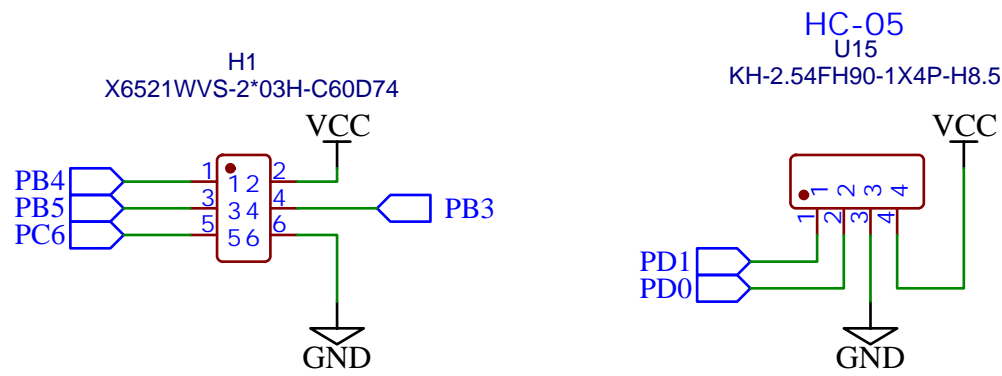 H1
X6521WVS-2*03H-C60D74
VCC
PB4 1 1 2 2
PB5 3 3 4 4 PB3
PC6 5 5 6 6
GND
HC-05
U15
KH-2.54FH90-1X4P-H8.5
VCC
1 2 3 4
1 2 3 4
PD1
PD0
GND